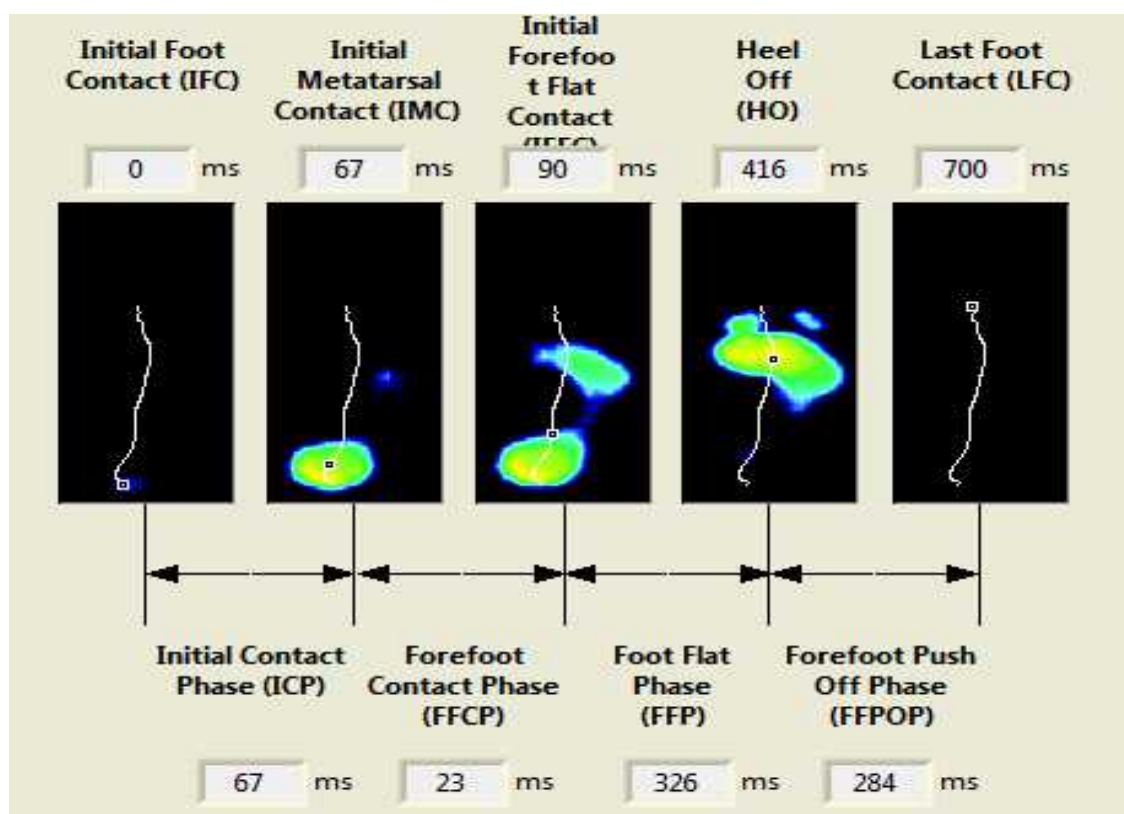 Initial Foot
Contact (IFC)
Initial
Metatarsal
Contact (IMC)
Initial
Forefoo
t Flat
Contact
(IFFC)
Heel
Off
(HO)
Last Foot
Contact (LFC)
0 ms
67 ms
90 ms
416 ms
700 ms
Initial Contact
Phase (ICP)
Forefoot
Contact Phase
(FFCP)
Foot Flat
Phase
(FFP)
Forefoot Push
Off Phase
(FFPOP)
67 ms
23 ms
326 ms
284 ms